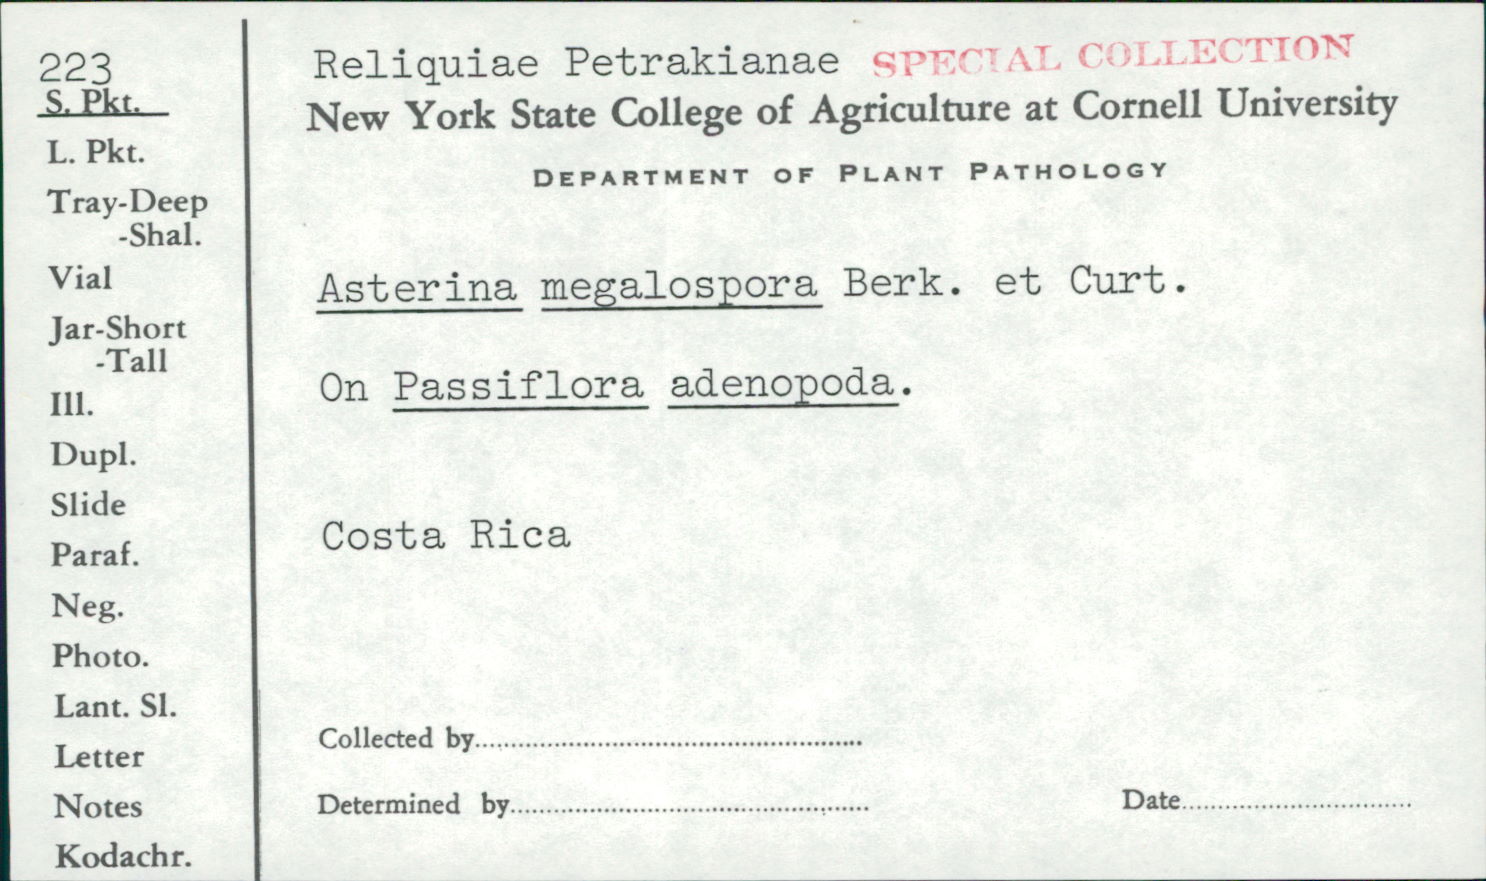 223
S. Pkt.
L. Pkt.
Tray-Deep
-Shal.
Vial
Jar-Short
-Tall
Ill.
Dupl.
Slide
Paraf.
Neg.
Photo.
Lant. Sl.
Letter
Notes
Kodachr.
Reliquiae Petrakianae SPECIAL COLLECTION
New York State College of Agriculture at Cornell University
DEPARTMENT OF PLANT PATHOLOGY
Asterina megalospora Berk. et Curt.
On Passiflora adenopoda.
Costa Rica
Collected by
Determined by
Date